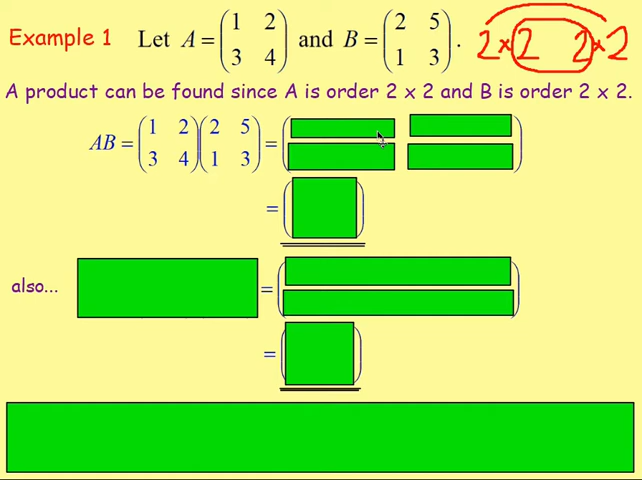 Example 1 Let A = (1 2 and B = (2 5 . 2×2 2×2
3 4) 1 3)
A product can be found since A is order 2 x 2 and B is order 2 x 2.
AB = (1 2)(2 5) = ( )
(3 4)(1 3)
= ( )
also... = ( )
= ( )